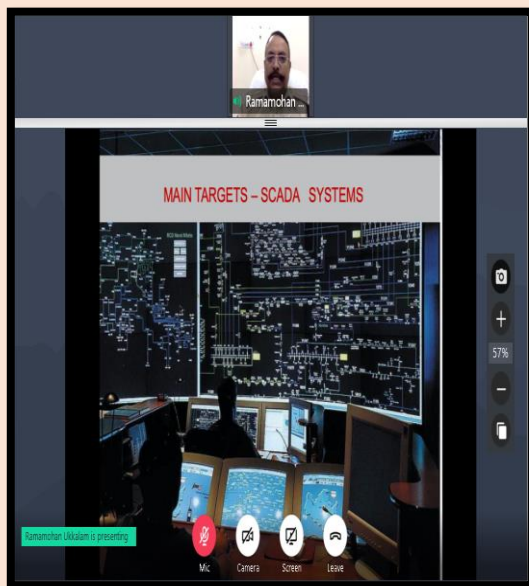 Ramamohan ...
MAIN TARGETS – SCADA SYSTEMS
57%
Ramamohan Ukkalam is presenting
Mic
Camera
Screen
Leave